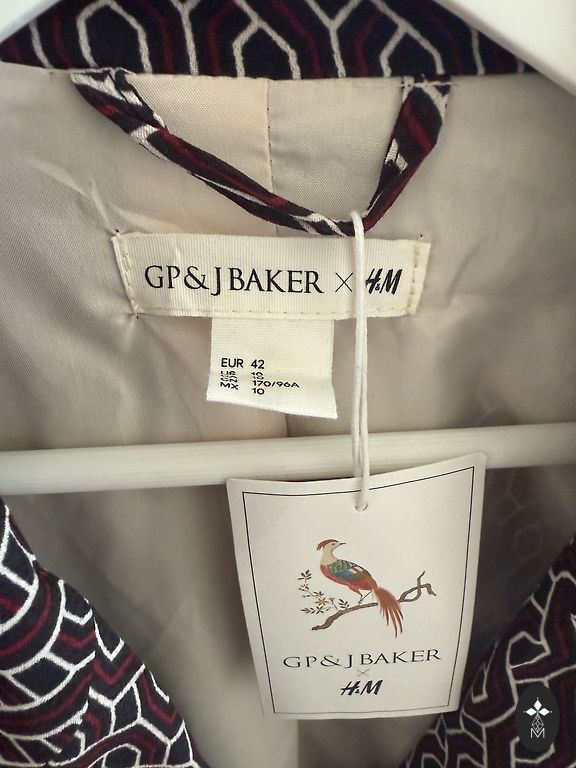 GP & J BAKER × H&M
EUR 42
170/96A
MX 10
GP & J BAKER
×
H&M